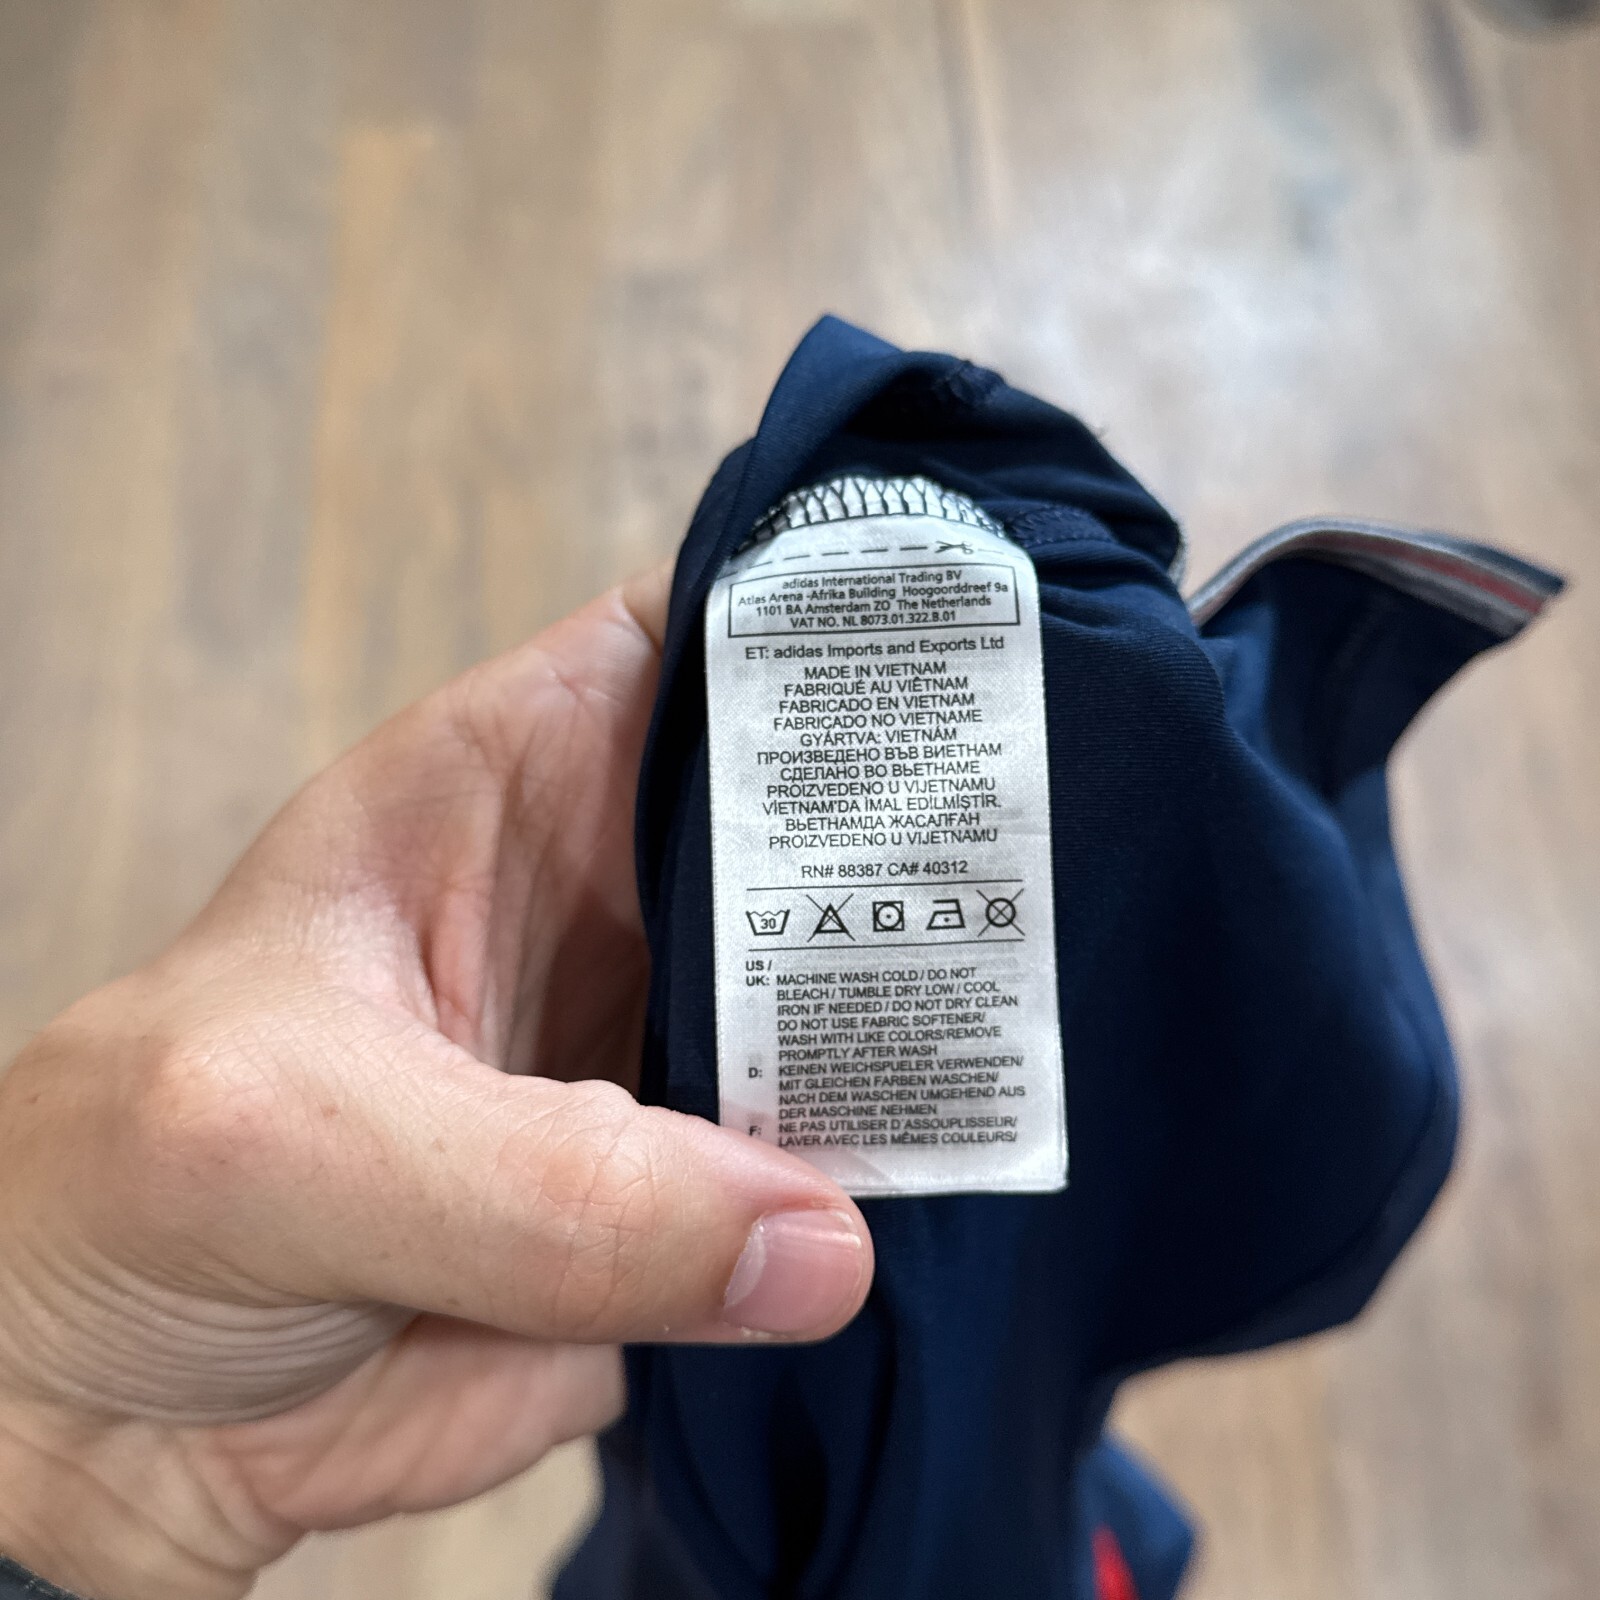 adidas International Trading BV
Atlas Arena -Afrika Building Hoogoorddreef 9a
1101 BA Amsterdam ZO The Netherlands
VAT NO. NL 8073.01.322.B.01
ET: adidas Imports and Exports Ltd
MADE IN VIETNAM
FABRIQUÉ AU VIÊTNAM
FABRICADO EN VIETNAM
FABRICADO NO VIETNAME
GYÁRTVA: VIETNÁM
ПРОИЗВЕДЕНО ВЪВ ВИЕТНАМ
СДЕЛАНО ВО ВЬЕТНАМЕ
PROIZVEDENO U VIJETNAMU
VİETNAM'DA İMAL EDİLMİŞTİR.
ВЬЕТНАМДА ЖАСАЛҒАН
PROIZVEDENO U VIJETNAMU
RN# 88387 CA# 40312
30
US /
UK: MACHINE WASH COLD / DO NOT
BLEACH / TUMBLE DRY LOW / COOL
IRON IF NEEDED / DO NOT DRY CLEAN
DO NOT USE FABRIC SOFTENER/
WASH WITH LIKE COLORS/REMOVE
PROMPTLY AFTER WASH
D: KEINEN WEICHSPUELER VERWENDEN/
MIT GLEICHEN FARBEN WASCHEN/
NACH DEM WASCHEN UMGEHEND AUS
DER MASCHINE NEHMEN
F: NE PAS UTILISER D'ASSOUPLISSEUR/
LAVER AVEC LES MÊMES COULEURS/